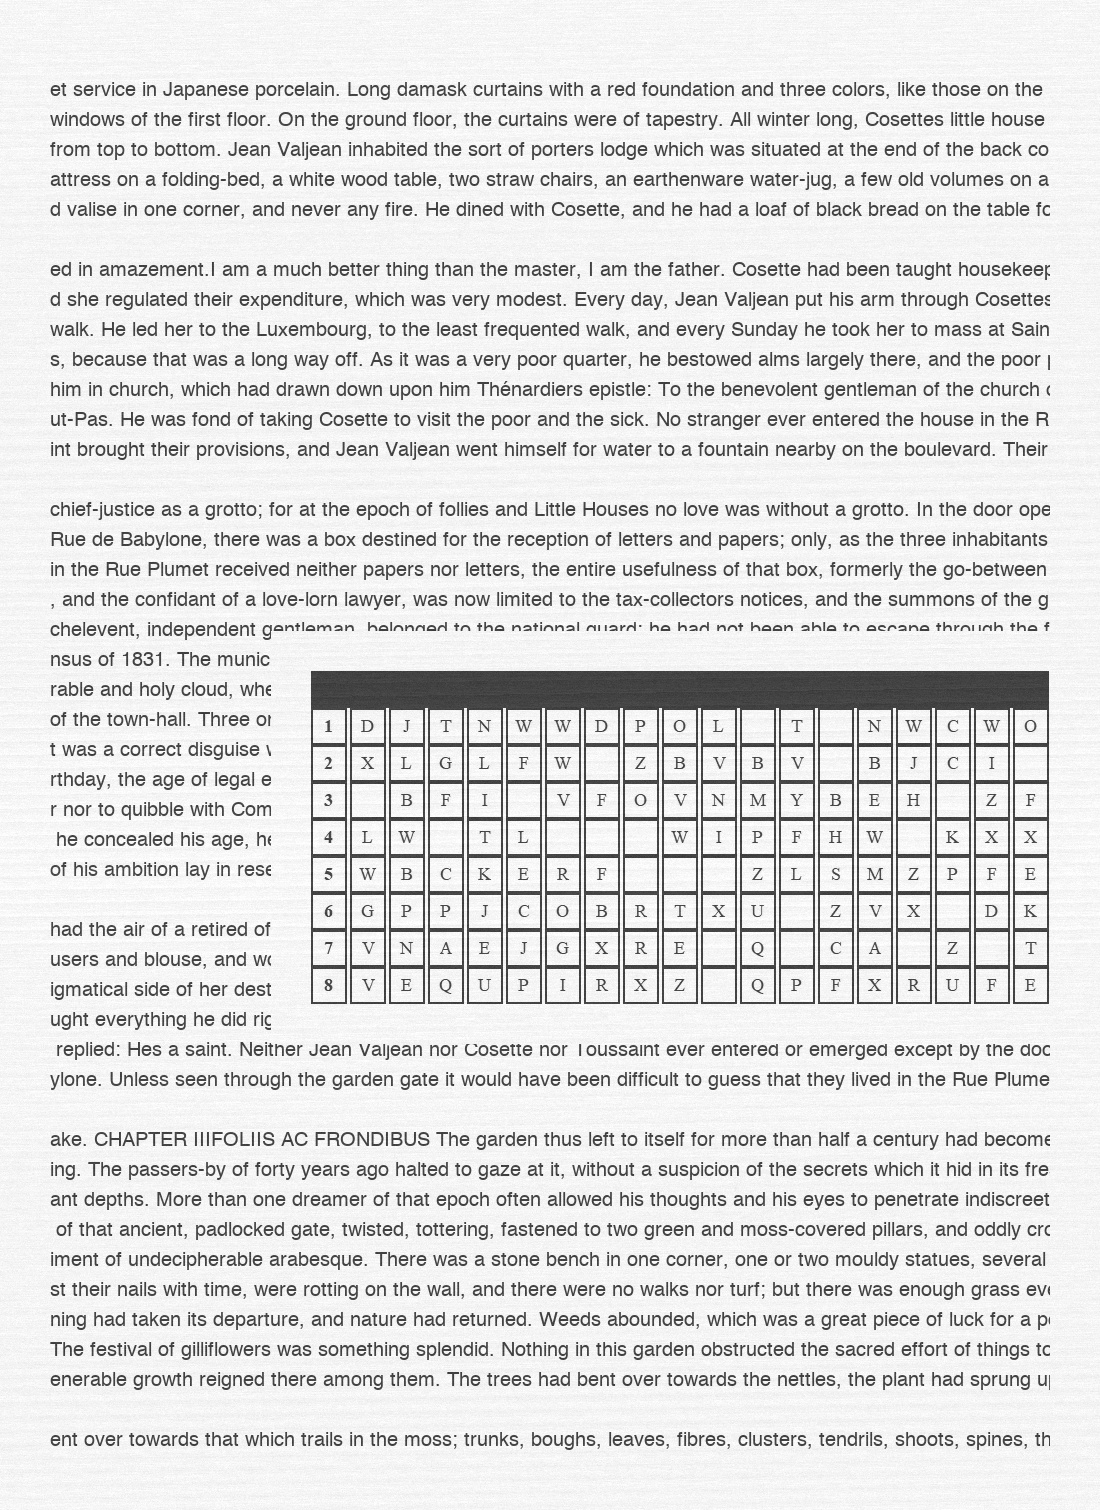 et service in Japanese porcelain. Long damask curtains with a red foundation and three colors, like those on the
windows of the first floor. On the ground floor, the curtains were of tapestry. All winter long, Cosettes little house
from top to bottom. Jean Valjean inhabited the sort of porters lodge which was situated at the end of the back co
attress on a folding-bed, a white wood table, two straw chairs, an earthenware water-jug, a few old volumes on a
d valise in one corner, and never any fire. He dined with Cosette, and he had a loaf of black bread on the table fo
ed in amazement.I am a much better thing than the master, I am the father. Cosette had been taught housekeep
d she regulated their expenditure, which was very modest. Every day, Jean Valjean put his arm through Cosettes
walk. He led her to the Luxembourg, to the least frequented walk, and every Sunday he took her to mass at Sain
s, because that was a long way off. As it was a very poor quarter, he bestowed alms largely there, and the poor
him in church, which had drawn down upon him Thénardiers epistle: To the benevolent gentleman of the church
ut-Pas. He was fond of taking Cosette to visit the poor and the sick. No stranger ever entered the house in the R
int brought their provisions, and Jean Valjean went himself for water to a fountain nearby on the boulevard. Their
chief-justice as a grotto; for at the epoch of follies and Little Houses no love was without a grotto. In the door ope
Rue de Babylone, there was a box destined for the reception of letters and papers; only, as the three inhabitants
in the Rue Plumet received neither papers nor letters, the entire usefulness of that box, formerly the go-between
, and the confidant of a love-lorn lawyer, was now limited to the tax-collectors notices, and the summons of the g
chelevent, independent gentleman, belonged to the national guard; he had not been able to escape through the f
nsus of 1831. The munic
rable and holy cloud, whe
of the town-hall. Three or
t was a correct disguise
rthday, the age of legal e
r nor to quibble with Com
he concealed his age, he
of his ambition lay in rese
had the air of a retired of
users and blouse, and wo
igmatical side of her dest
ught everything he did rig
1 D J T N W W D P O L T N W C W O
2 X L G L F W Z B V B V B J C I
3 B F I V F O V N M Y B E H Z F
4 L W T L W I P F H W K X X
5 W B C K E R F Z L S M Z P F E
6 G P P J C O B R T X U Z V X D K
7 V N A E J G X R E Q C A Z T
8 V E Q U P I R X Z Q P F X R U F E
replied: Hes a saint. Neither Jean Valjean nor Cosette nor Toussaint ever entered or emerged except by the doo
ylone. Unless seen through the garden gate it would have been difficult to guess that they lived in the Rue Plume
ake. CHAPTER IIIFOLIIS AC FRONDIBUS The garden thus left to itself for more than half a century had become
ing. The passers-by of forty years ago halted to gaze at it, without a suspicion of the secrets which it hid in its fre
ant depths. More than one dreamer of that epoch often allowed his thoughts and his eyes to penetrate indiscreet
of that ancient, padlocked gate, twisted, tottering, fastened to two green and moss-covered pillars, and oddly cro
iment of undecipherable arabesque. There was a stone bench in one corner, one or two mouldy statues, several
st their nails with time, were rotting on the wall, and there were no walks nor turf; but there was enough grass eve
ning had taken its departure, and nature had returned. Weeds abounded, which was a great piece of luck for a po
The festival of gilliflowers was something splendid. Nothing in this garden obstructed the sacred effort of things to
enerable growth reigned there among them. The trees had bent over towards the nettles, the plant had sprung up
ent over towards that which trails in the moss; trunks, boughs, leaves, fibres, clusters, tendrils, shoots, spines, th